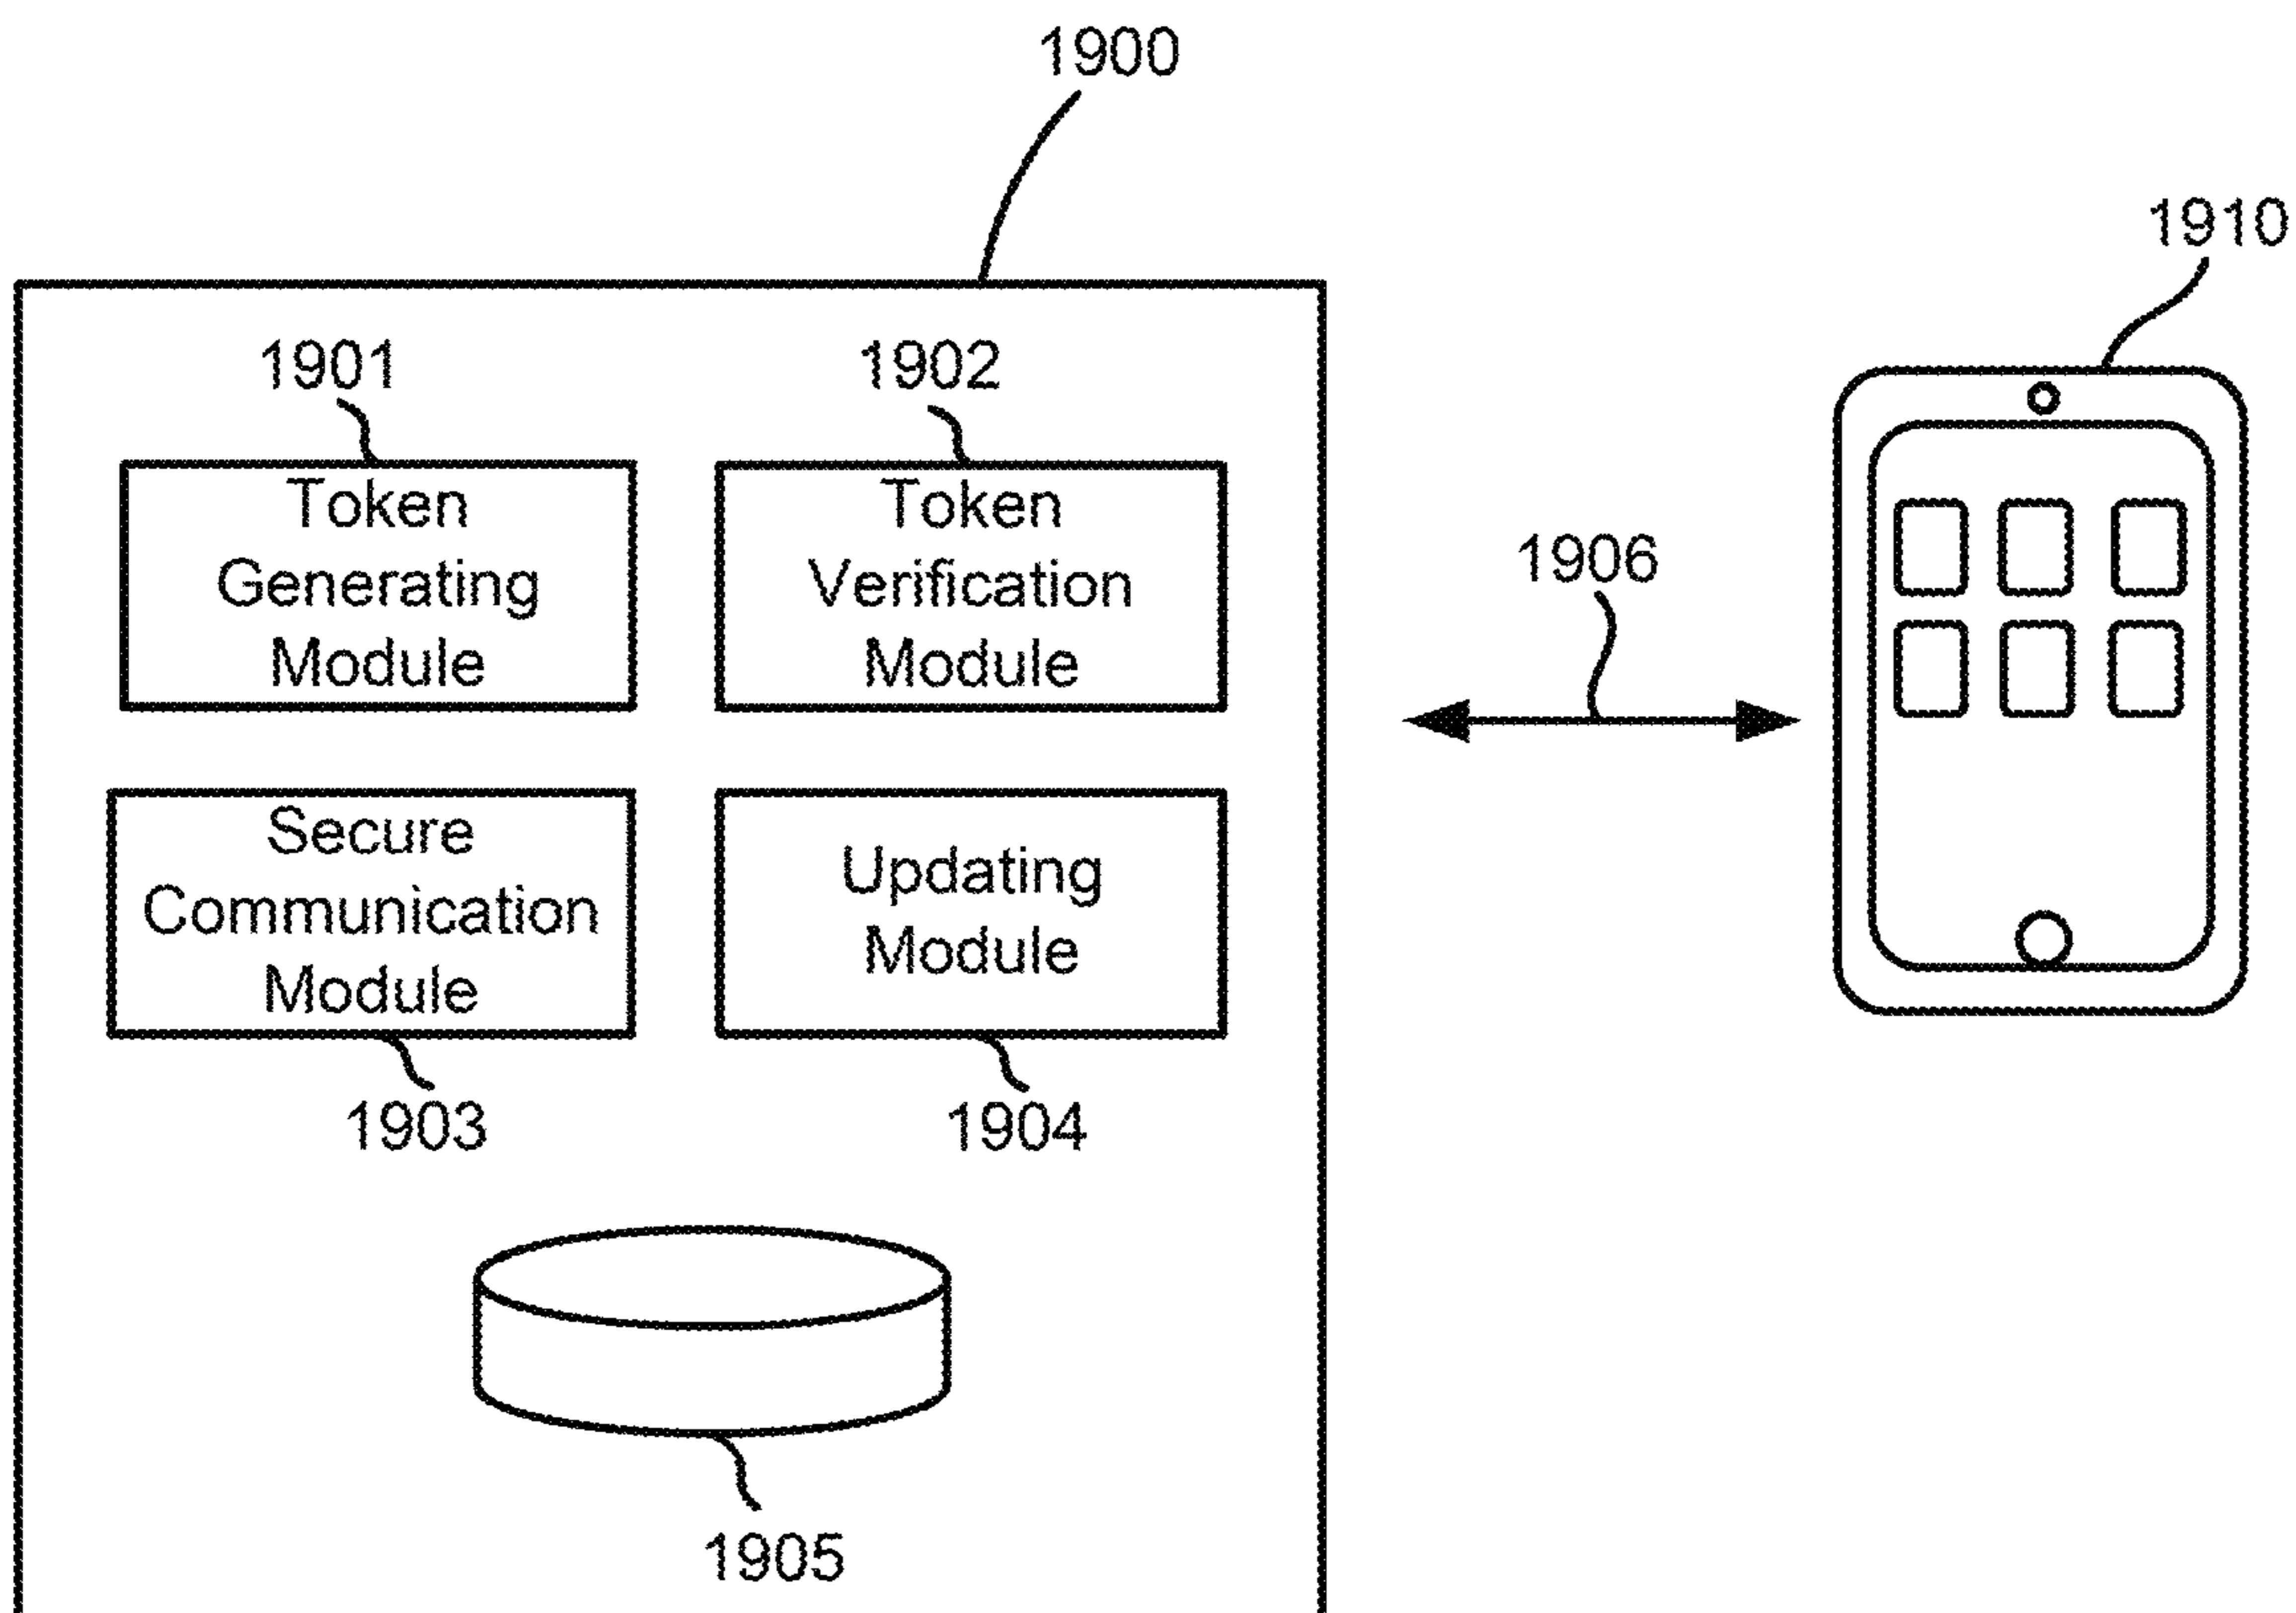 1900
1910
1901
1902
Token
Generating
Module
Token
Verification
Module
1906
Secure
Communication
Module
Updating
Module
1903
1904
1905